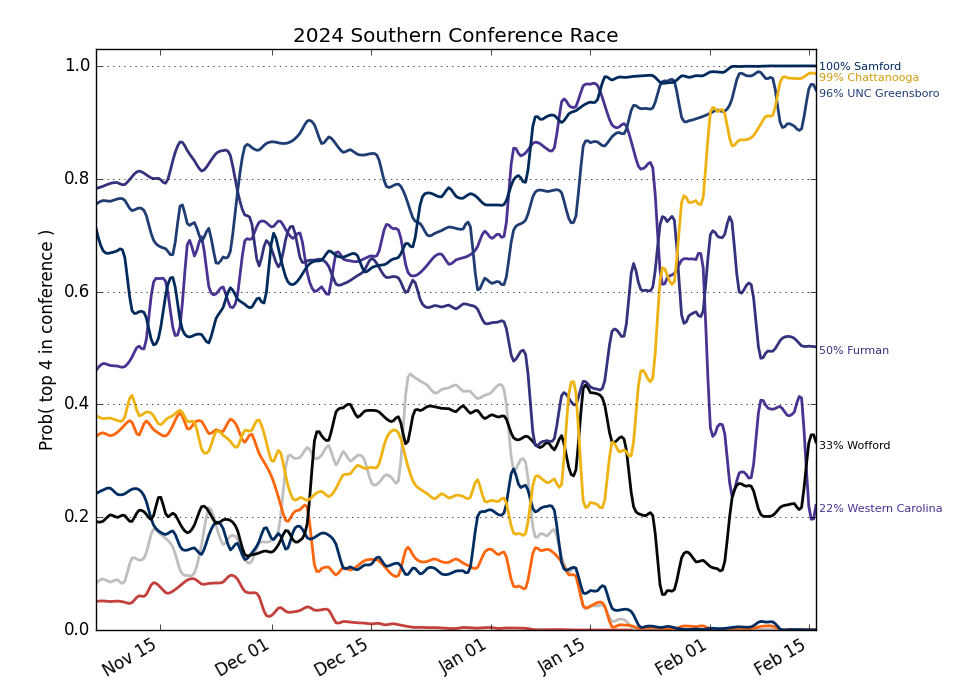 2024 Southern Conference Race
Prob( top 4 in conference )
1.0
0.8
0.6
0.4
0.2
0.0
100% Samford
99% Chattanooga
96% UNC Greensboro
50% Furman
33% Wofford
22% Western Carolina
Nov 15
Dec 01
Dec 15
Jan 01
Jan 15
Feb 01
Feb 15